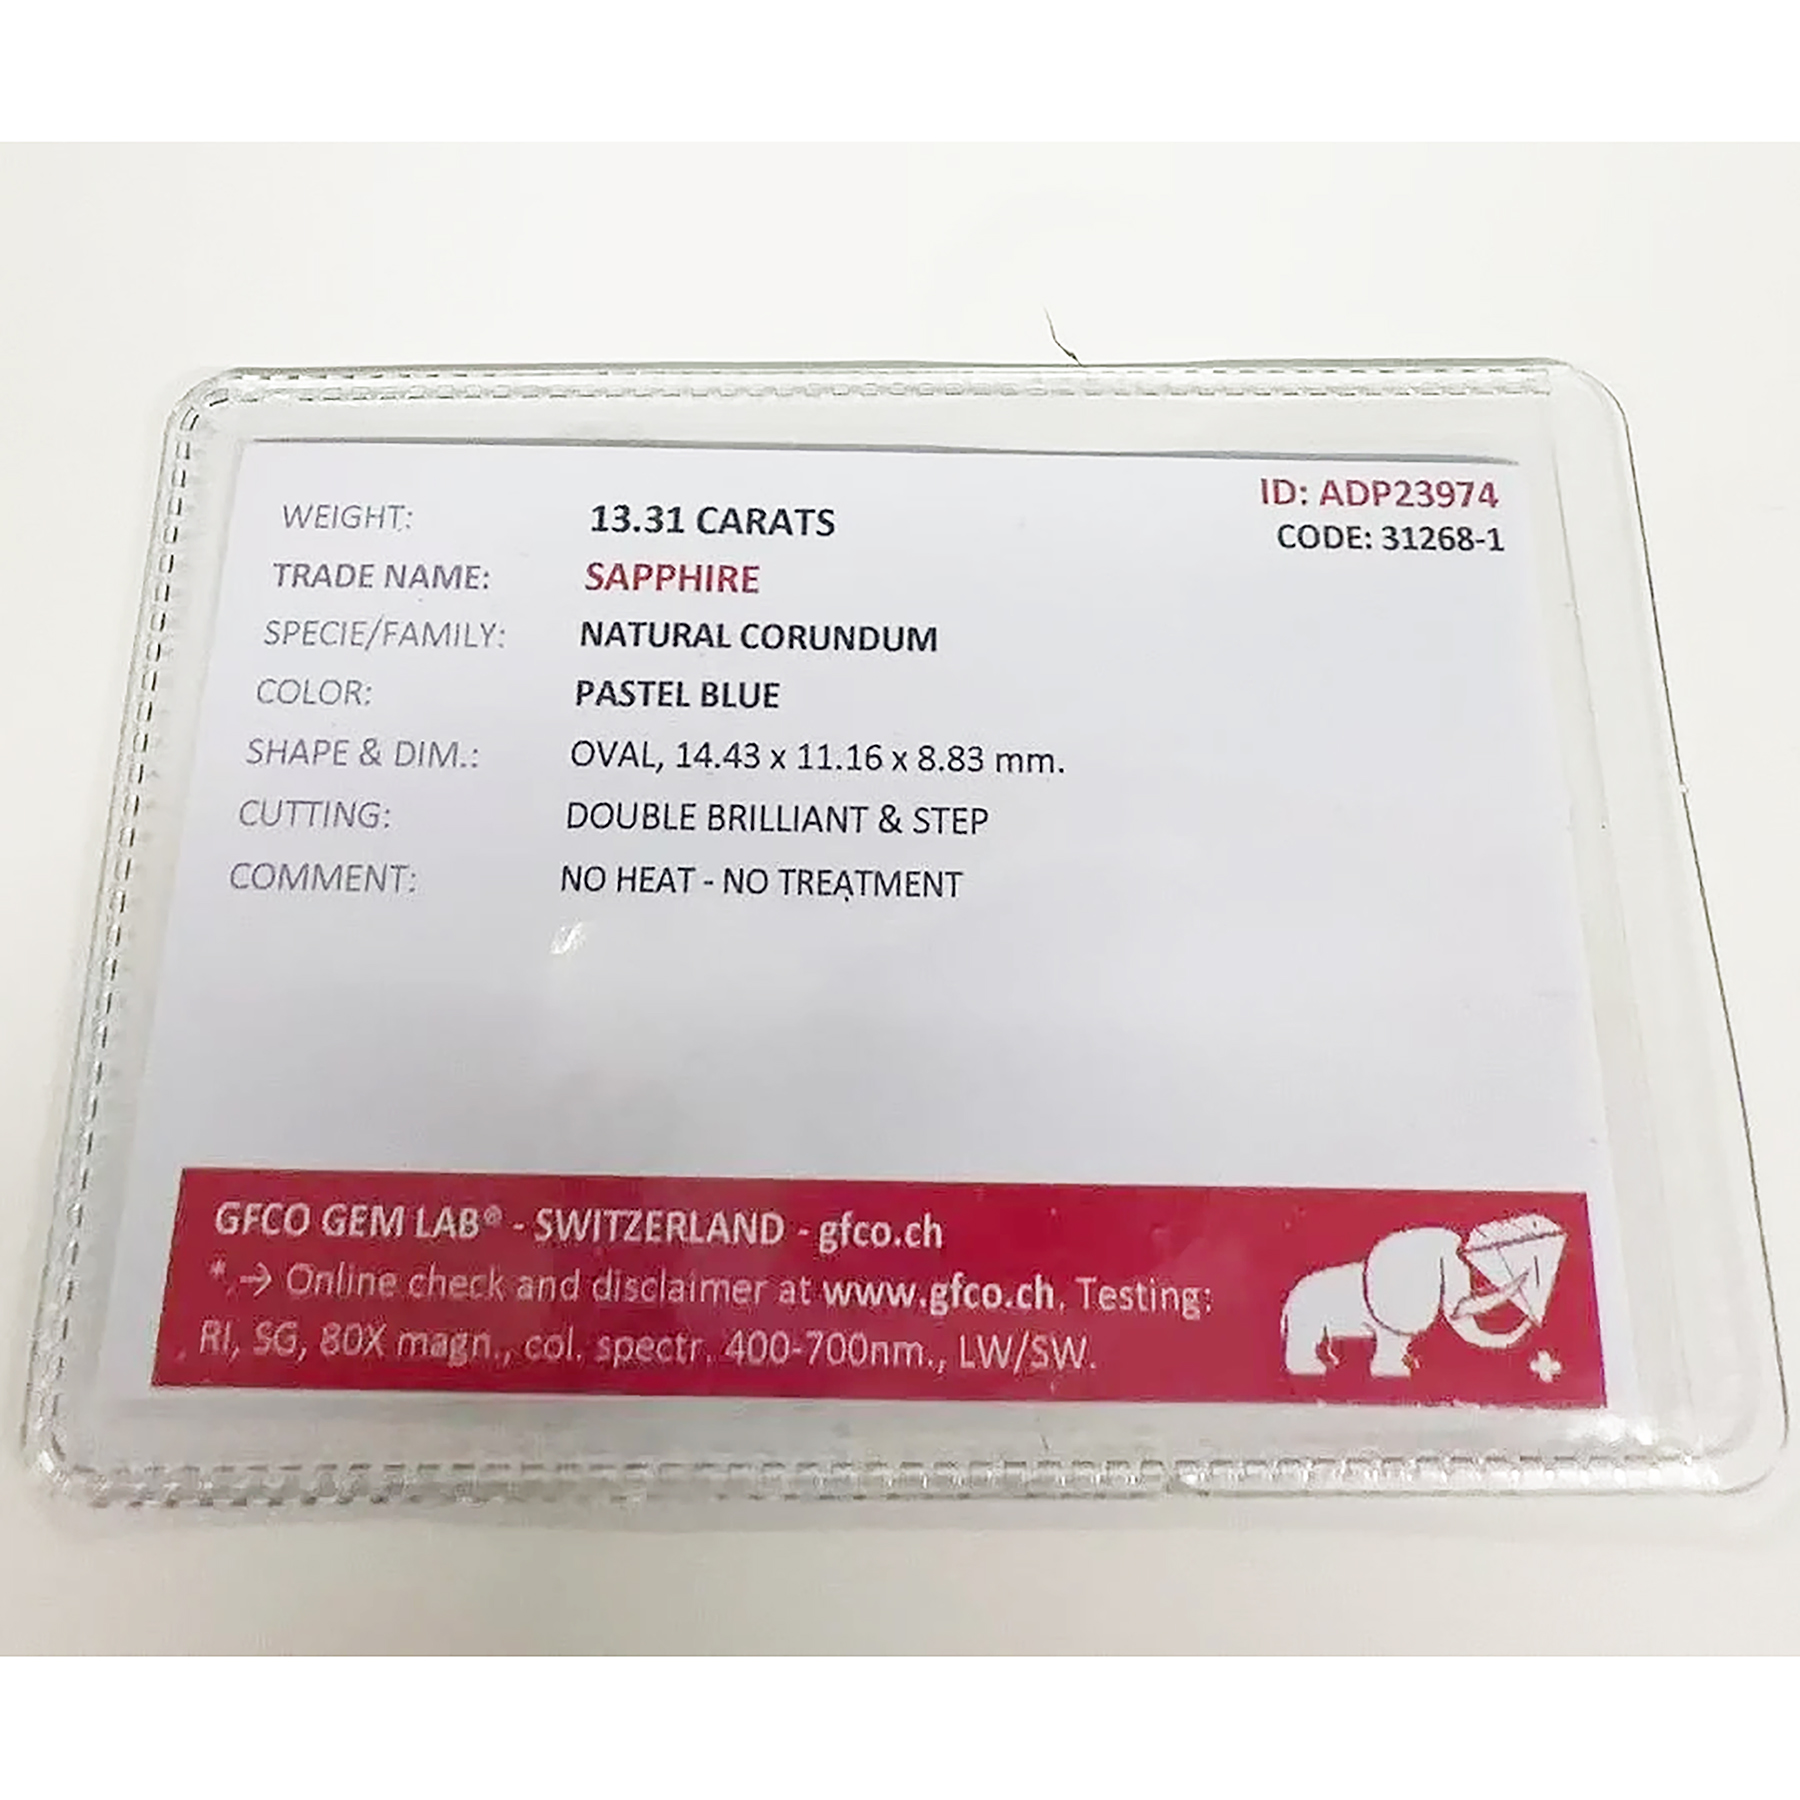 ID: ADP23974
CODE: 31268-1
WEIGHT: 13.31 CARATS
TRADE NAME: SAPPHIRE
SPECIE/FAMILY: NATURAL CORUNDUM
COLOR: PASTEL BLUE
SHAPE & DIM.: OVAL, 14.43 x 11.16 x 8.83 mm.
CUTTING: DOUBLE BRILLIANT & STEP
COMMENT: NO HEAT - NO TREATMENT
GFCO GEM LAB® - SWITZERLAND - gfco.ch
* → Online check and disclaimer at www.gfco.ch. Testing:
RI, SG, 80X magn., col. spectr. 400-700nm., LW/SW.